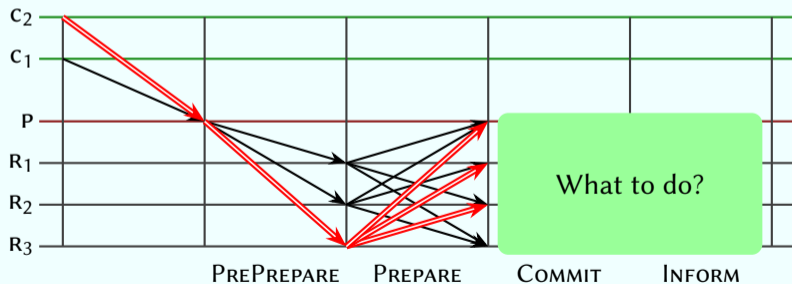 C2
C1
P
R1
R2
R3
What to do?
PREPREPARE PREPARE COMMIT INFORM